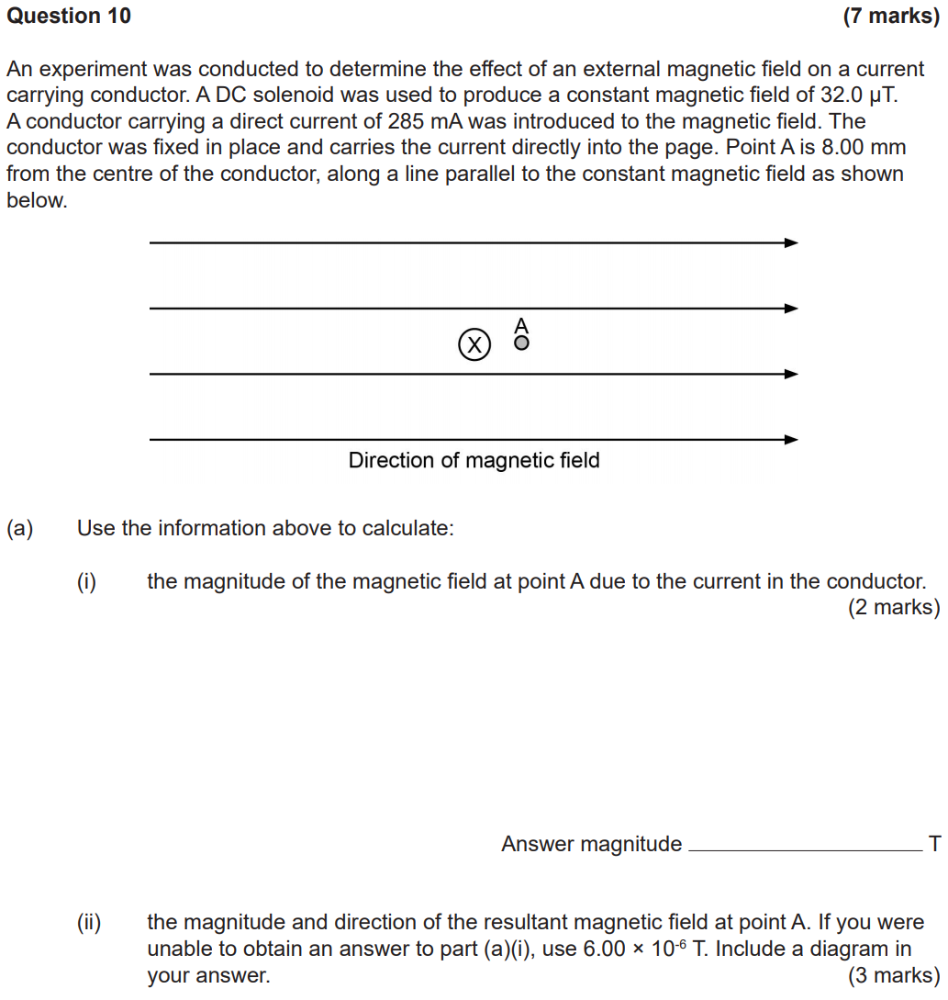 Question 10 (7 marks)
An experiment was conducted to determine the effect of an external magnetic field on a current
carrying conductor. A DC solenoid was used to produce a constant magnetic field of 32.0 µT.
A conductor carrying a direct current of 285 mA was introduced to the magnetic field. The
conductor was fixed in place and carries the current directly into the page. Point A is 8.00 mm
from the centre of the conductor, along a line parallel to the constant magnetic field as shown
below.
A
X
Direction of magnetic field
(a) Use the information above to calculate:
(i) the magnitude of the magnetic field at point A due to the current in the conductor.
(2 marks)
Answer magnitude ____________________ T
(ii) the magnitude and direction of the resultant magnetic field at point A. If you were
unable to obtain an answer to part (a)(i), use 6.00 × 10⁻⁶ T. Include a diagram in
your answer. (3 marks)